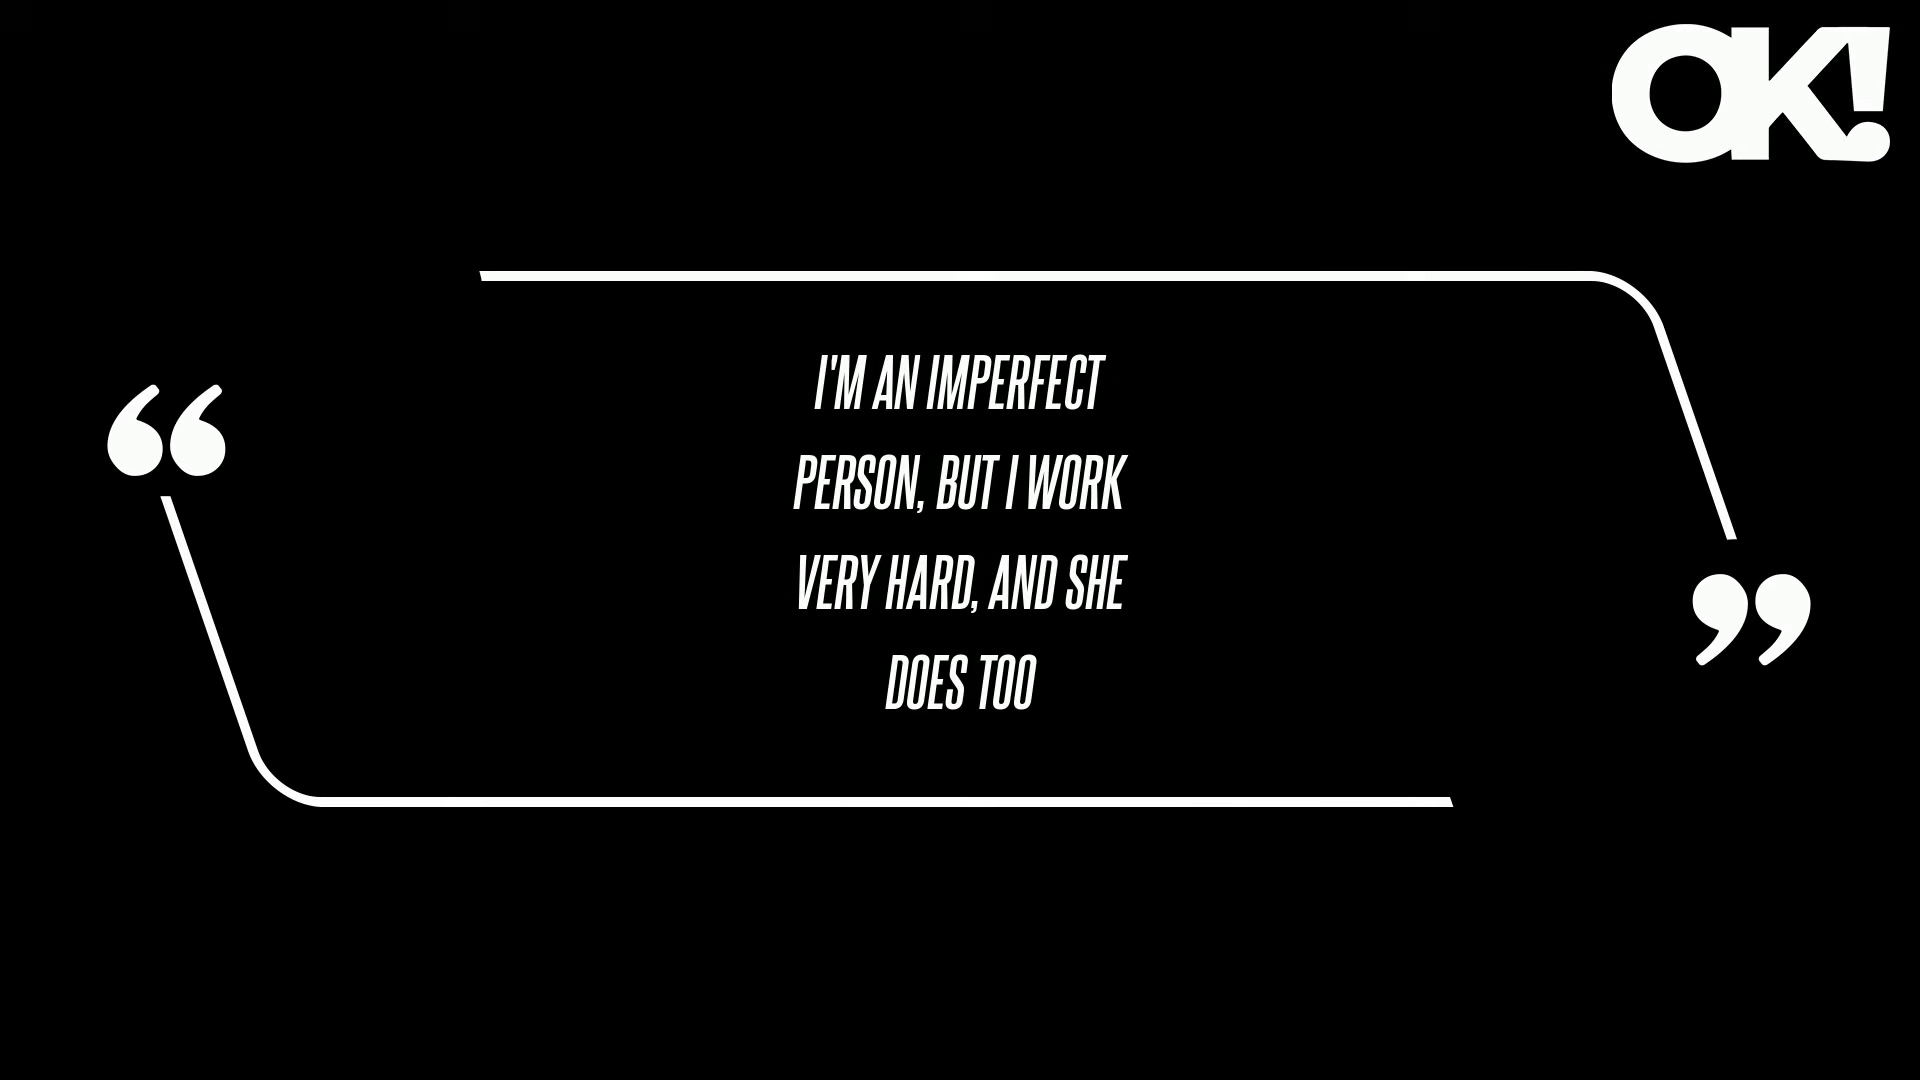 OK!
“
I'M AN IMPERFECT
PERSON, BUT I WORK
VERY HARD, AND SHE
DOES TOO
”